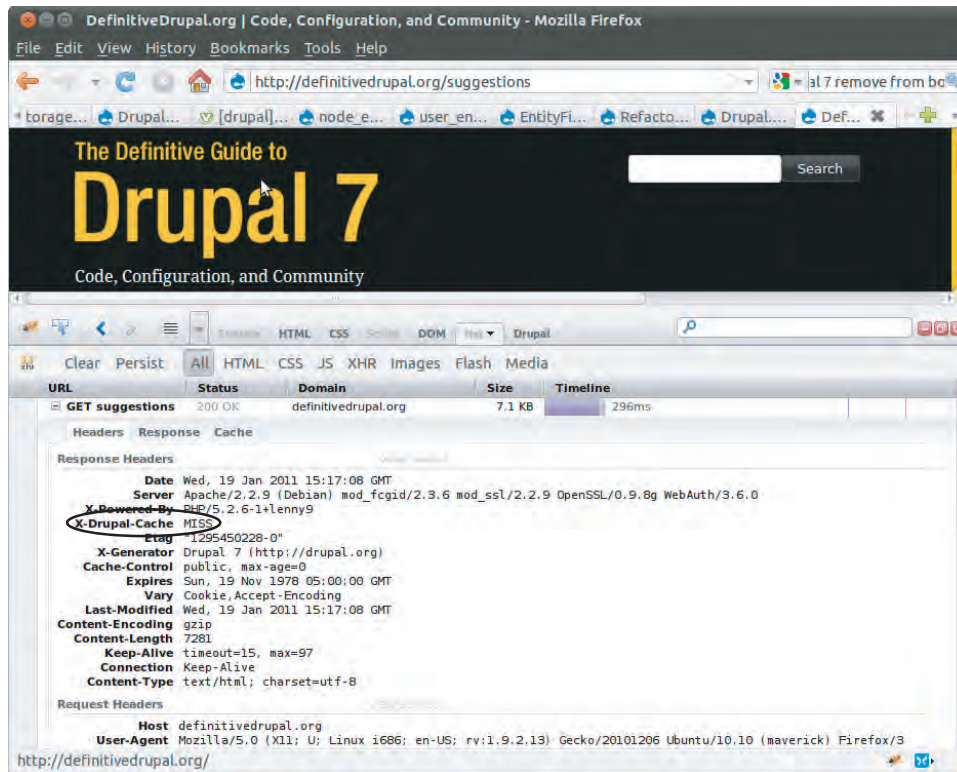 DefinitiveDrupal.org | Code, Configuration, and Community - Mozilla Firefox
File Edit View History Bookmarks Tools Help
http://definitivedrupal.org/suggestions al 7 remove from bo
torage... Drupal... [drupal]... node_e... user_en... EntityFi... Refacto... Drupal.... Def...
The Definitive Guide to
Drupal 7
Search
Code, Configuration, and Community
HTML CSS DOM Net Drupal
Clear Persist All HTML CSS JS XHR Images Flash Media
URL Status Domain Size Timeline
GET suggestions 200 OK definitivedrupal.org 7.1 KB 296ms
Headers Response Cache
Response Headers
Date Wed, 19 Jan 2011 15:17:08 GMT
Server Apache/2.2.9 (Debian) mod_fcgid/2.3.6 mod_ssl/2.2.9 OpenSSL/0.9.8g WebAuth/3.6.0
X-Powered-By PHP/5.2.6-1+lenny9
X-Drupal-Cache MISS
Etag "1295450228-0"
X-Generator Drupal 7 (http://drupal.org)
Cache-Control public, max-age=0
Expires Sun, 19 Nov 1978 05:00:00 GMT
Vary Cookie,Accept-Encoding
Last-Modified Wed, 19 Jan 2011 15:17:08 GMT
Content-Encoding gzip
Content-Length 7281
Keep-Alive timeout=15, max=97
Connection Keep-Alive
Content-Type text/html; charset=utf-8
Request Headers
Host definitivedrupal.org
User-Agent Mozilla/5.0 (X11; U; Linux i686; en-US; rv:1.9.2.13) Gecko/20101206 Ubuntu/10.10 (maverick) Firefox/3
http://definitivedrupal.org/